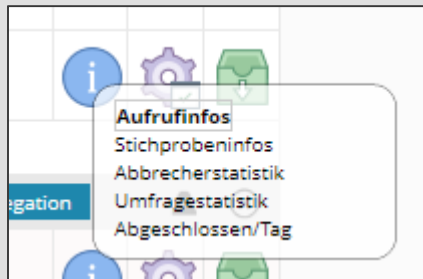 i
Aufrufinfos
Stichprobeninfos
Abbrecherstatistik
egation
Umfragestatistik
Abgeschlossen/Tag
i